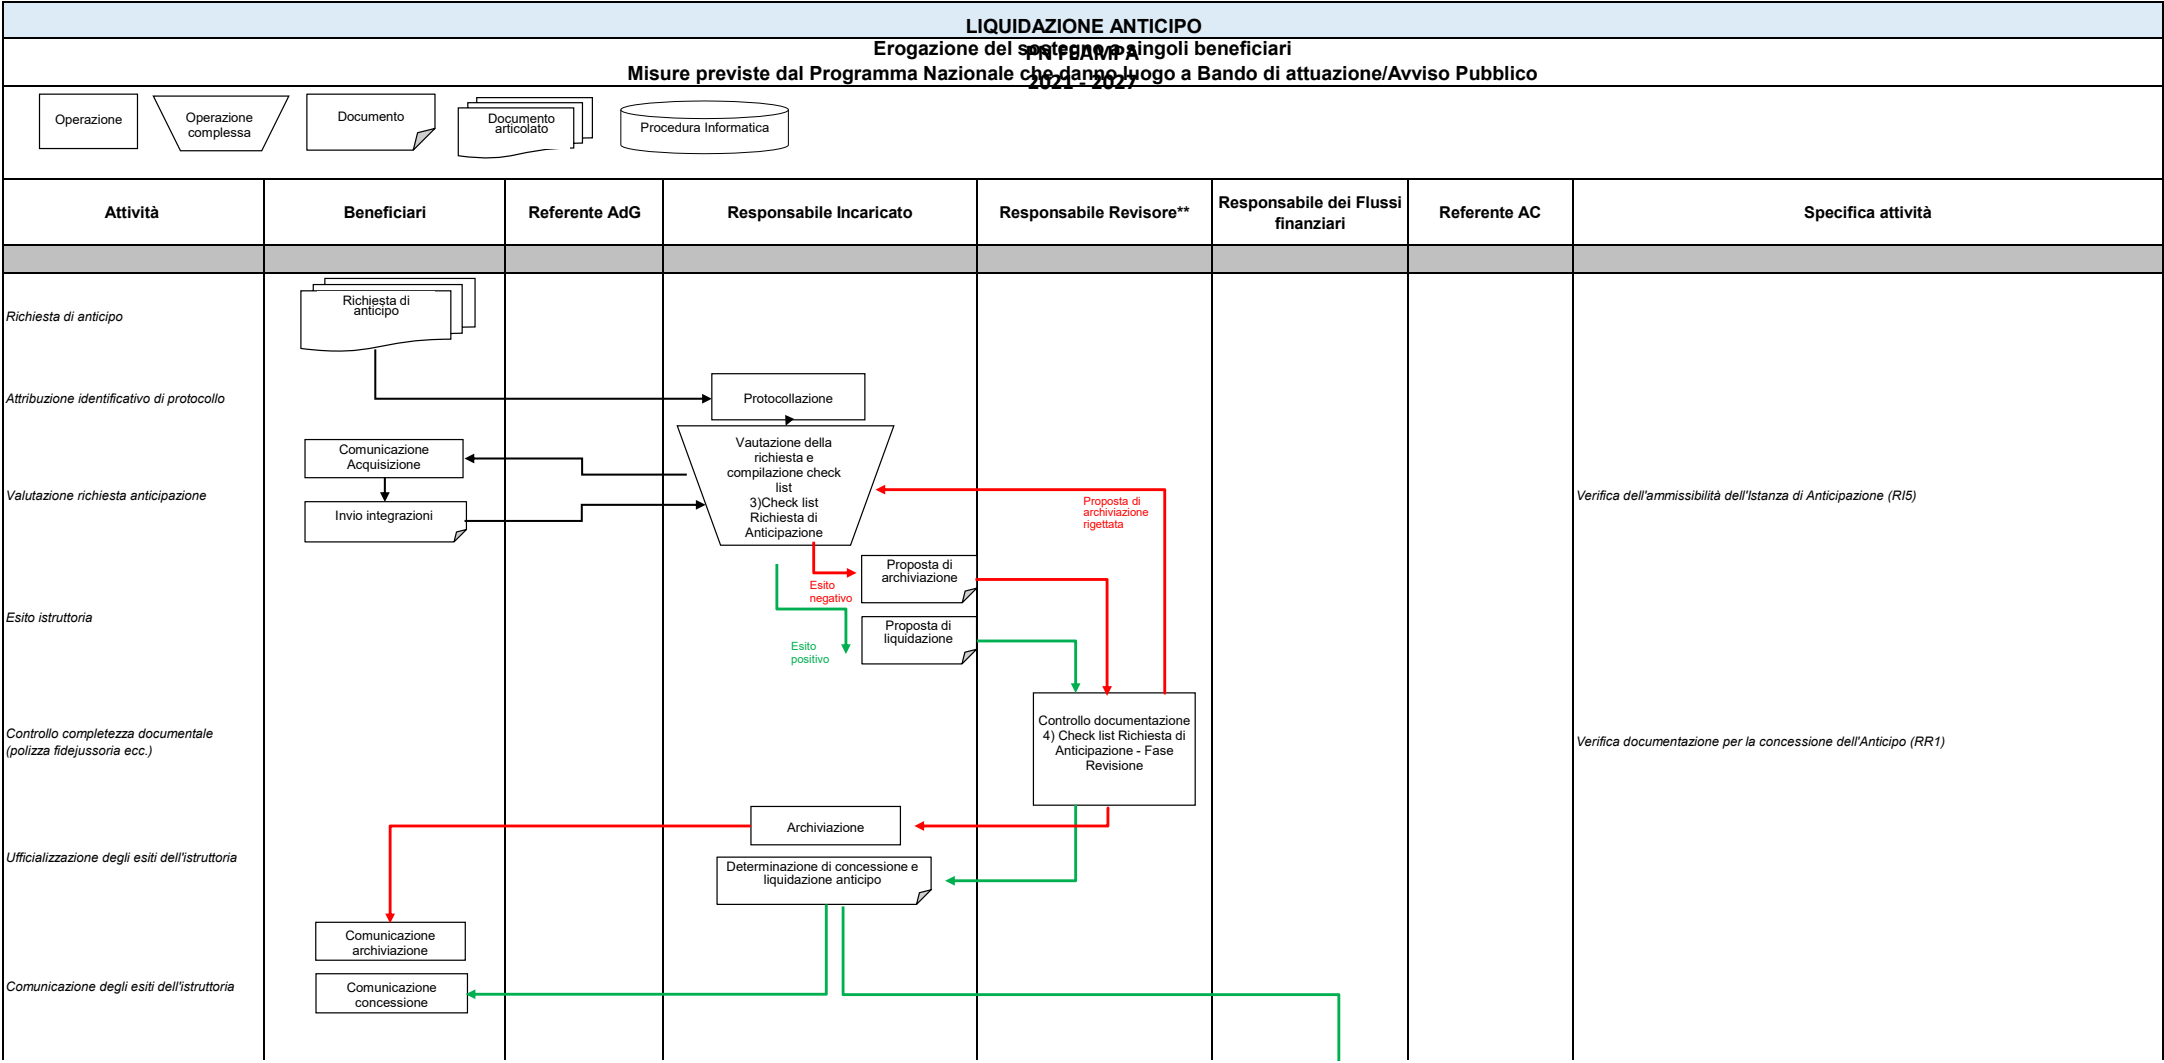 LIQUIDAZIONE ANTICIPO
Erogazione del sostegno a singoli beneficiari
PN FEAMPA
Misure previste dal Programma Nazionale che danno luogo a Bando di attuazione/Avviso Pubblico
2021 - 2027
Operazione
Operazione
complessa
Documento
Documento
articolato
Procedura Informatica
Attività
Beneficiari
Referente AdG
Responsabile Incaricato
Responsabile Revisore**
Responsabile dei Flussi
finanziari
Referente AC
Specifica attività
Richiesta di anticipo
Richiesta di
anticipo
Attribuzione identificativo di protocollo
Protocollazione
Valutazione richiesta anticipazione
Comunicazione
Acquisizione
Invio integrazioni
Vautazione della
richiesta e
compilazione check
list
3)Check list
Richiesta di
Anticipazione
Proposta di
archiviazione
rigettata
Verifica dell'ammissibilità dell'Istanza di Anticipazione (RI5)
Esito istruttoria
Esito
negativo
Proposta di
archiviazione
Esito
positivo
Proposta di
liquidazione
Controllo completezza documentale
(polizza fidejussoria ecc.)
Controllo documentazione
4) Check list Richiesta di
Anticipazione - Fase
Revisione
Verifica documentazione per la concessione dell'Anticipo (RR1)
Ufficializzazione degli esiti dell'istruttoria
Archiviazione
Determinazione di concessione e
liquidazione anticipo
Comunicazione degli esiti dell'istruttoria
Comunicazione
archiviazione
Comunicazione
concessione